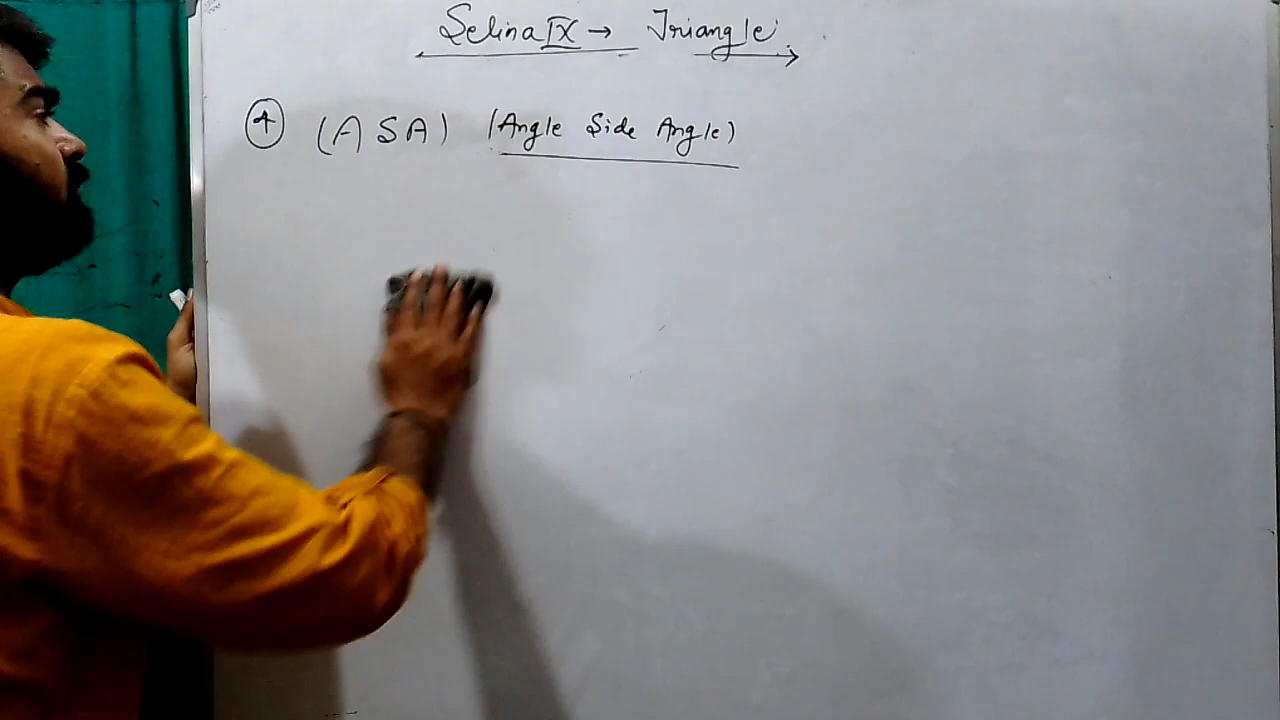 Selina IX → Triangle
④ (ASA) (Angle Side Angle)